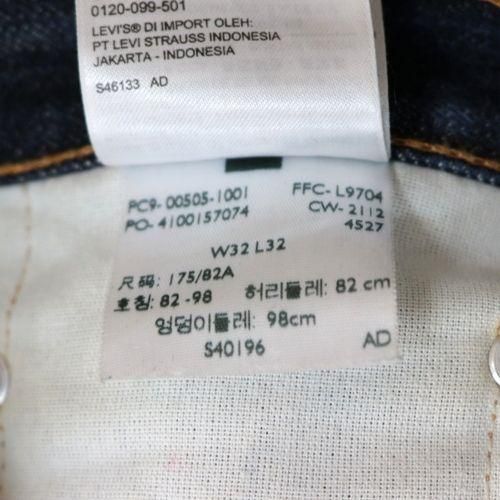 0120-099-501
LEVI'S® DI IMPORT OLEH:
PT LEVI STRAUSS INDONESIA
JAKARTA - INDONESIA
S46133 AD
PC9- 00505-1001 FFC- L9704
PO- 4100157074 CW- 2112
4527
W32 L32
尺码: 175/82A
호칭: 82 -98 허리둘레: 82 cm
엉덩이둘레: 98cm
S40196 AD